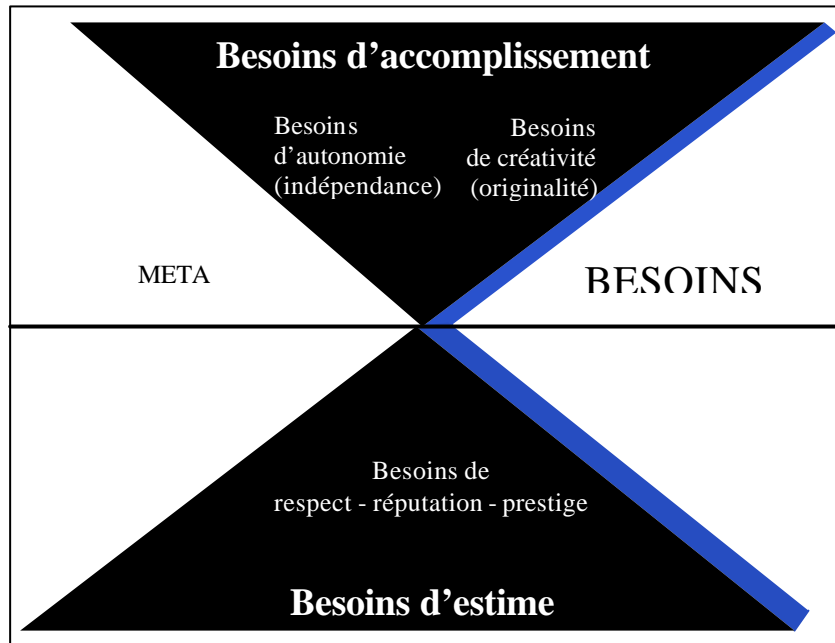 Besoins d'accomplissement
Besoins
d'autonomie
(indépendance)
Besoins
de créativité
(originalité)
META
BESOINS
Besoins de
respect - réputation - prestige
Besoins d'estime